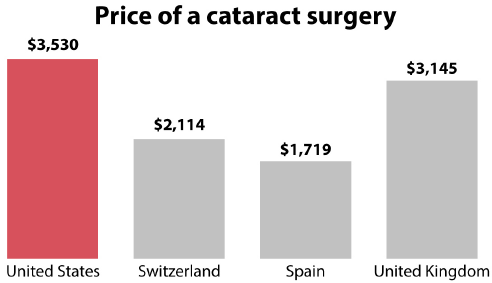 Price of a cataract surgery
$3,530
$2,114
$1,719
$3,145
United States
Switzerland
Spain
United Kingdom